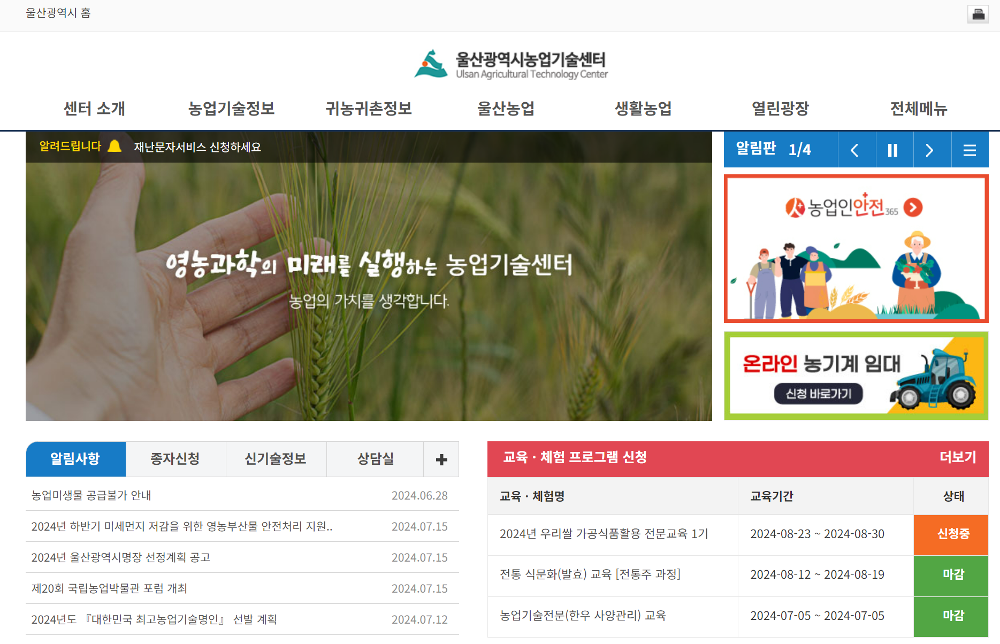 울산광역시 홈
울산광역시농업기술센터
Ulsan Agricultural Technology Center
센터 소개 농업기술정보 귀농귀촌정보 울산농업 생활농업 열린광장 전체메뉴
알려드립니다 재난문자서비스 신청하세요
영농과학의 미래를 실행하는 농업기술센터
농업의 가치를 생각합니다.
알림판 1/4
농업인안전365
온라인 농기계 임대
신청 바로가기
알림사항 종자신청 신기술정보 상담실
농업미생물 공급불가 안내 2024.06.28
2024년 하반기 미세먼지 저감을 위한 영농부산물 안전처리 지원.. 2024.07.15
2024년 울산광역시명장 선정계획 공고 2024.07.15
제20회 국립농업박물관 포럼 개최 2024.07.15
2024년도 『대한민국 최고농업기술명인』 선발 계획 2024.07.12
교육 · 체험 프로그램 신청 더보기
교육 · 체험명 교육기간 상태
2024년 우리쌀 가공식품활용 전문교육 1기 2024-08-23 ~ 2024-08-30 신청중
전통 식문화(발효) 교육 [전통주 과정] 2024-08-12 ~ 2024-08-19 마감
농업기술전문(한우 사양관리) 교육 2024-07-05 ~ 2024-07-05 마감